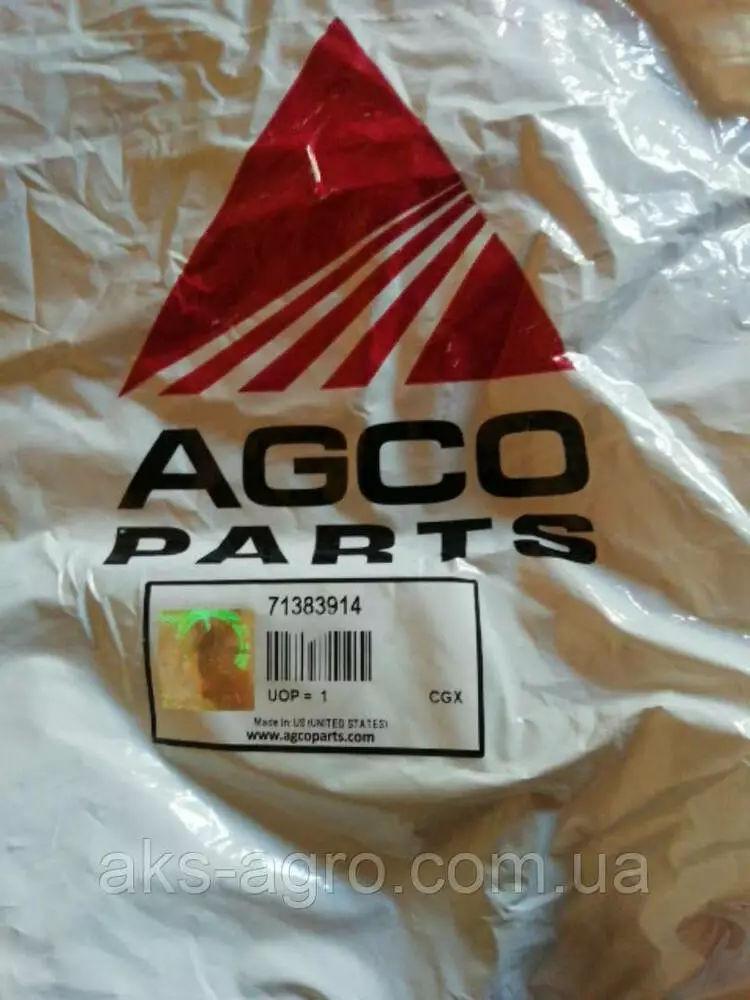 AGCO
PARTS
71383914
UOP = 1 CGX
Made in: US (UNITED STATES)
www.agcoparts.com
aks-agro.com.ua